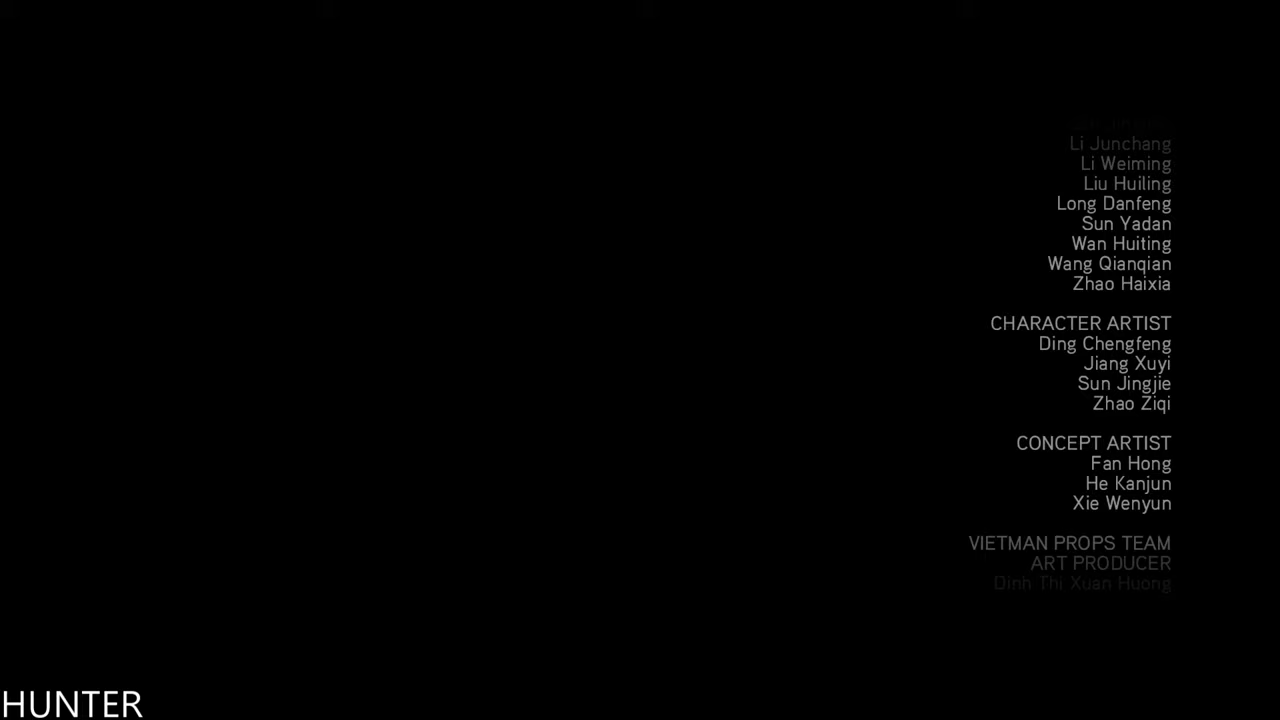 Li Junchang
Li Weiming
Liu Huiling
Long Danfeng
Sun Yadan
Wan Huiting
Wang Qianqian
Zhao Haixia
CHARACTER ARTIST
Ding Chengfeng
Jiang Xuyi
Sun Jingjie
Zhao Ziqi
CONCEPT ARTIST
Fan Hong
He Kanjun
Xie Wenyun
VIETMAN PROPS TEAM
ART PRODUCER
Dinh Thi Xuan Huong
HUNTER